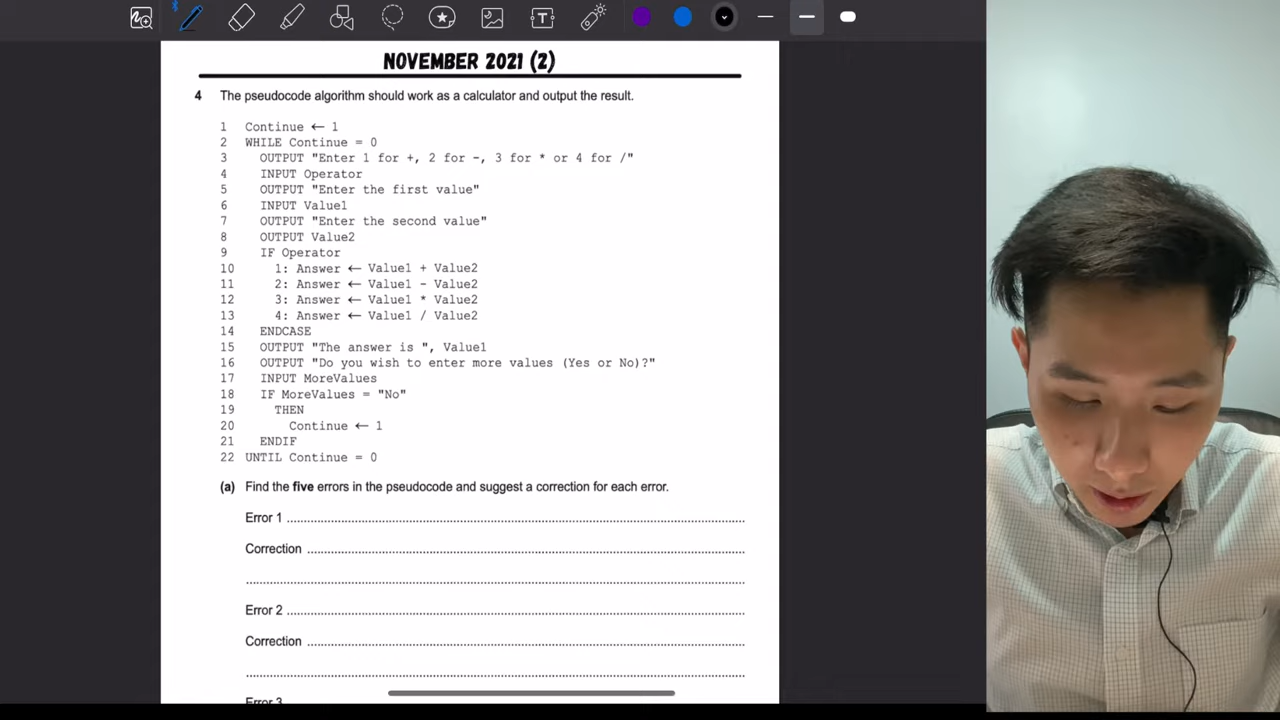 NOVEMBER 2021 (2)
4 The pseudocode algorithm should work as a calculator and output the result.
1 Continue ← 1
2 WHILE Continue = 0
3 OUTPUT "Enter 1 for +, 2 for -, 3 for * or 4 for /"
4 INPUT Operator
5 OUTPUT "Enter the first value"
6 INPUT Value1
7 OUTPUT "Enter the second value"
8 OUTPUT Value2
9 IF Operator
10 1: Answer ← Value1 + Value2
11 2: Answer ← Value1 - Value2
12 3: Answer ← Value1 * Value2
13 4: Answer ← Value1 / Value2
14 ENDCASE
15 OUTPUT "The answer is ", Value1
16 OUTPUT "Do you wish to enter more values (Yes or No)?"
17 INPUT MoreValues
18 IF MoreValues = "No"
19 THEN
20 Continue ← 1
21 ENDIF
22 UNTIL Continue = 0
(a) Find the five errors in the pseudocode and suggest a correction for each error.
Error 1
Correction
Error 2
Correction
Error 3